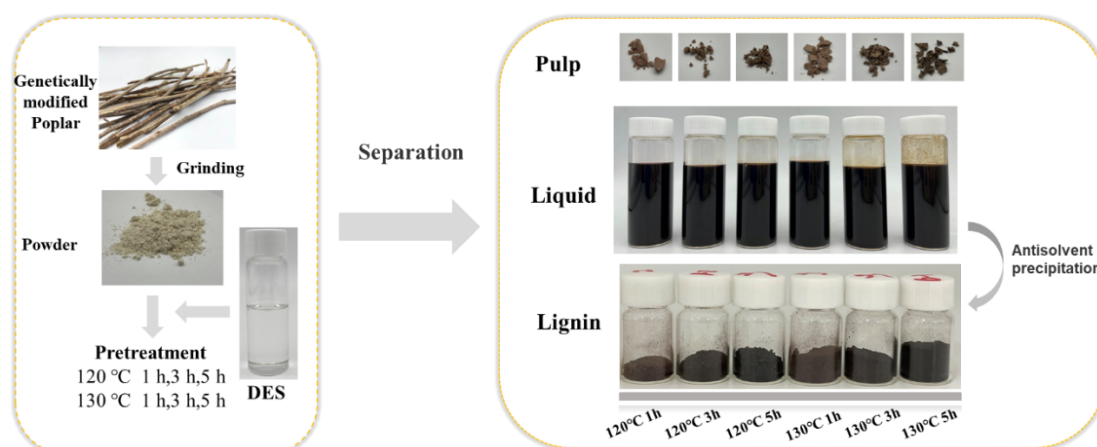 Genetically
modified
Poplar
Grinding
Powder
Pretreatment
120 ℃ 1 h,3 h,5 h
130 ℃ 1 h,3 h,5 h
DES
Separation
Pulp
Liquid
Antisolvent
precipitation
Lignin
120℃ 1h
120℃ 3h
120℃ 5h
130℃ 1h
130℃ 3h
130℃ 5h